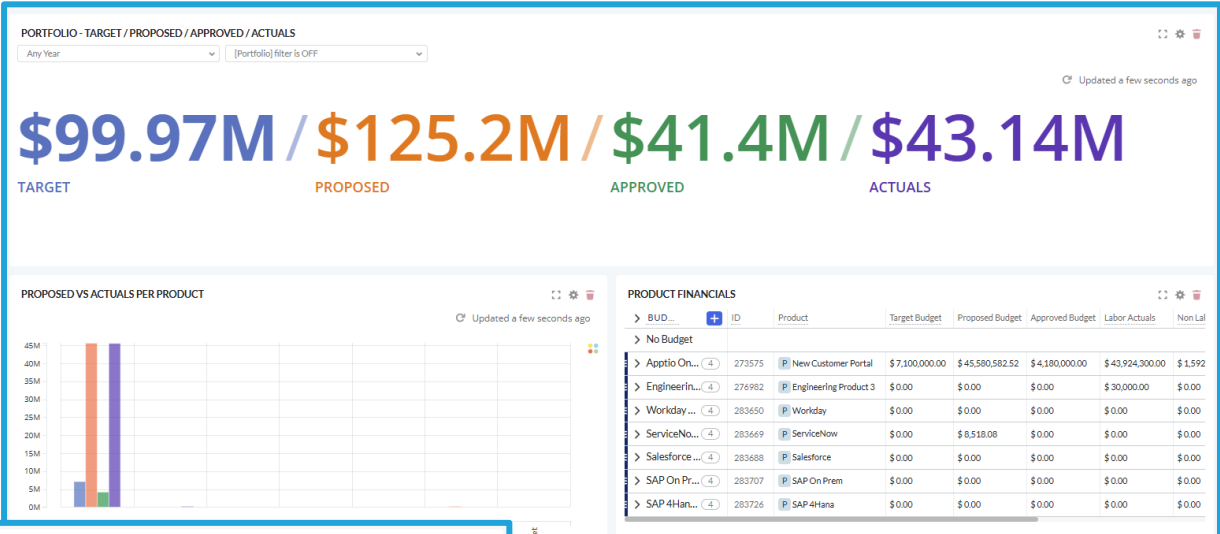 PORTFOLIO - TARGET / PROPOSED / APPROVED / ACTUALS
Any Year
[Portfolio] filter is OFF
Updated a few seconds ago
$99.97M / $125.2M / $41.4M / $43.14M
TARGET PROPOSED APPROVED ACTUALS
PROPOSED VS ACTUALS PER PRODUCT
Updated a few seconds ago
45M
40M
35M
30M
25M
20M
15M
10M
5M
0M
PRODUCT FINANCIALS
BUD... ID Product Target Budget Proposed Budget Approved Budget Labor Actuals Non Lal
No Budget
Apptio On... 4 273575 P New Customer Portal $ 7,100,000.00 $ 45,580,582.52 $ 4,180,000.00 $ 43,924,300.00 $ 1,592
Engineerin... 4 276982 P Engineering Product 3 $ 0.00 $ 0.00 $ 0.00 $ 30,000.00 $ 0.00
Workday ... 4 283650 P Workday $ 0.00 $ 0.00 $ 0.00 $ 0.00 $ 0.00
ServiceNo... 4 283669 P ServiceNow $ 0.00 $ 8,518.08 $ 0.00 $ 0.00 $ 0.00
Salesforce ... 4 283688 P Salesforce $ 0.00 $ 0.00 $ 0.00 $ 0.00 $ 0.00
SAP On Pr... 4 283707 P SAP On Prem $ 0.00 $ 0.00 $ 0.00 $ 0.00 $ 0.00
SAP 4Han... 4 283726 P SAP 4Hana $ 0.00 $ 0.00 $ 0.00 $ 0.00 $ 0.00